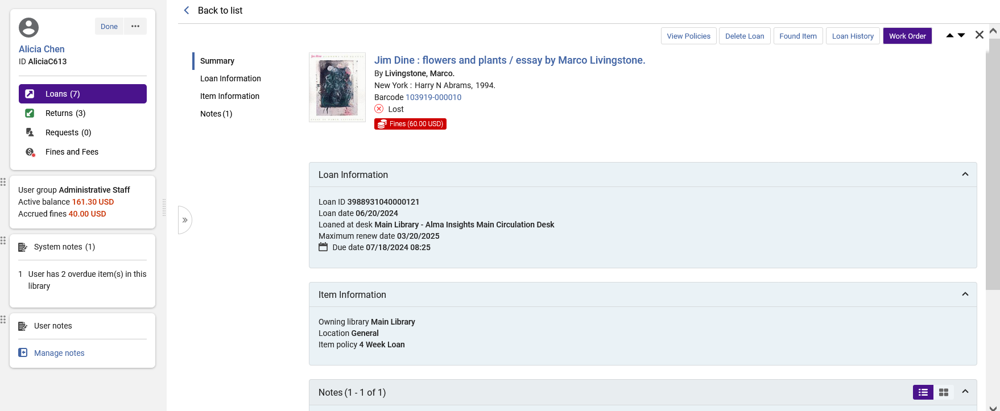 Back to list
Done
Alicia Chen
ID AliciaC613
Loans (7)
Returns (3)
Requests (0)
Fines and Fees
User group Administrative Staff
Active balance 161.30 USD
Accrued fines 40.00 USD
System notes (1)
1 User has 2 overdue item(s) in this
library
User notes
Manage notes
View Policies
Delete Loan
Found Item
Loan History
Work Order
Summary
Loan Information
Item Information
Notes (1)
Jim Dine : flowers and plants / essay by Marco Livingstone.
By Livingstone, Marco.
New York : Harry N Abrams, 1994.
Barcode 103919-000010
Lost
Fines (60.00 USD)
Loan Information
Loan ID 3988931040000121
Loan date 06/20/2024
Loaned at desk Main Library - Alma Insights Main Circulation Desk
Maximum renew date 03/20/2025
Due date 07/18/2024 08:25
Item Information
Owning library Main Library
Location General
Item policy 4 Week Loan
Notes (1 - 1 of 1)